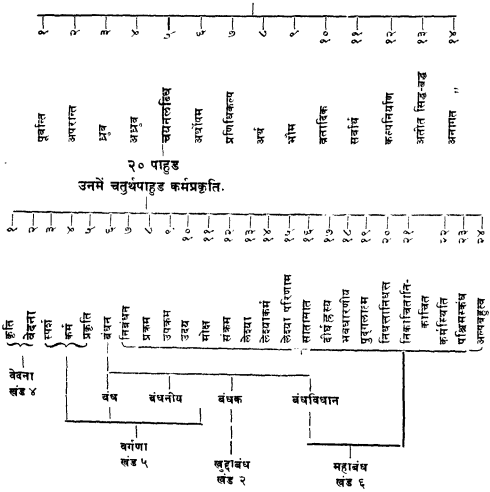 १ २ ३ ४ ५ ६ ७ ८ ९ १० ११ १२ १३ १४
पूर्वान्त
अपरान्त
ध्रुव
अध्रुव
चयनलब्धि
अर्धोपम
प्रणिधिकल्प
अर्थ
भौम
व्रतादिक
सर्वार्थ
कल्पनिर्याण
अतीत सिद्ध-बद्ध
अनागत ,,
२० पाहुड
उनमें चतुर्थपाहुड कर्मप्रकृति.
१ २ ३ ४ ५ ६ ७ ८ ९ १० ११ १२ १३ १४ १५ १६ १७ १८ १९ २० २१ २२ २३ २४
कृति
वेदना
स्पर्श
कर्म
प्रकृति
बंधन
निबंधन
प्रक्रम
उपक्रम
उदय
मोक्ष
संक्रम
लेश्या
लेश्याकर्म
लेश्या परिणाम
सातासात
दीर्घह्रस्व
भवधारणीय
पुद्गलात्म
निधत्तानिधत्त
निकाचितानि-
काचित
कर्मस्थिति
पश्चिमस्कंध
अल्पबहुत्व
वेदना
खंड ४
बंध बंधनीय बंधक बंधविधान
वर्गणा
खंड ५
खुद्दाबंध
खंड २
महाबंध
खंड ६